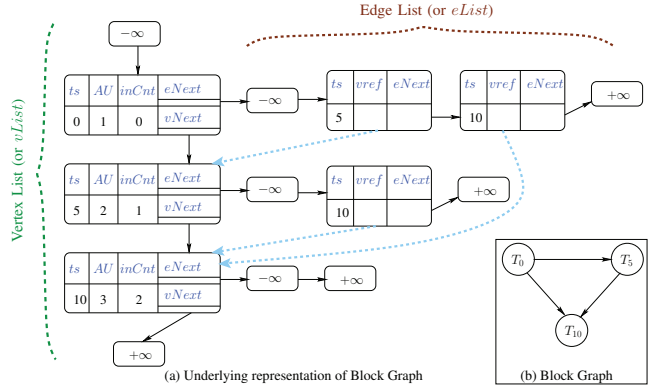 Edge List (or eList)
Vertex List (or vList)
−∞
ts AU inCnt eNext
vNext
0 1 0
−∞
ts vref eNext
5
ts vref eNext
10
+∞
ts AU inCnt eNext
vNext
5 2 1
−∞
ts vref eNext
10
+∞
ts AU inCnt eNext
vNext
10 3 2
−∞
+∞
+∞
T0
T5
T10
(a) Underlying representation of Block Graph
(b) Block Graph